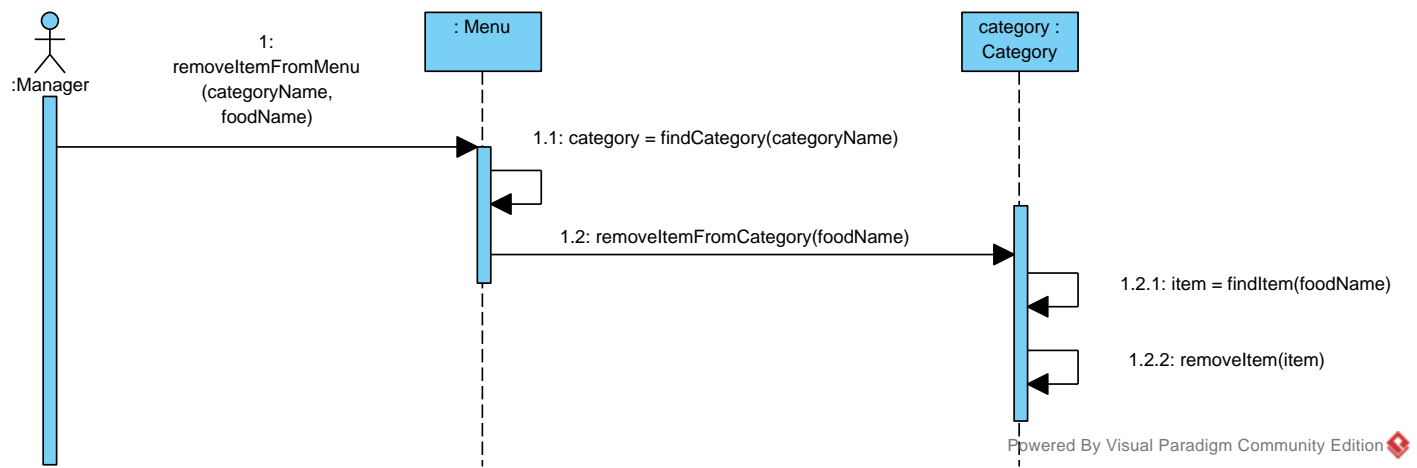 :Manager
1:
removeItemFromMenu
(categoryName,
foodName)
: Menu
category :
Category
1.1: category = findCategory(categoryName)
1.2: removeItemFromCategory(foodName)
1.2.1: item = findItem(foodName)
1.2.2: removeItem(item)
Powered By Visual Paradigm Community Edition